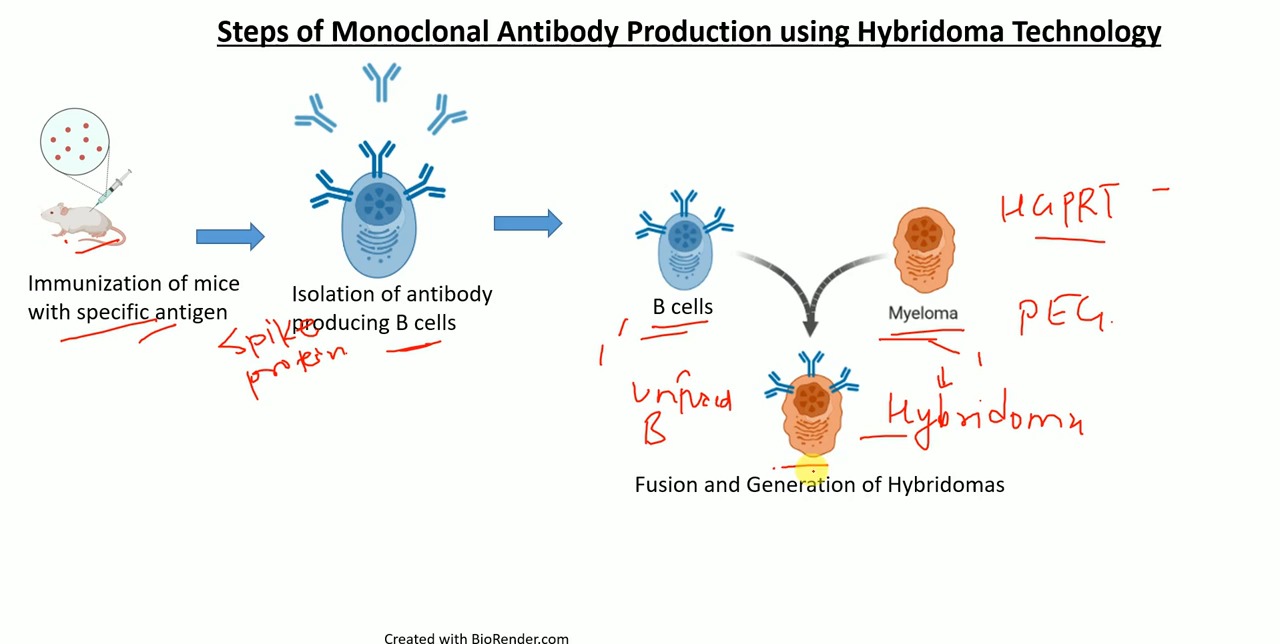 Steps of Monoclonal Antibody Production using Hybridoma Technology
Immunization of mice
with specific antigen
Isolation of antibody
producing B cells
Spike
protein
B cells
Myeloma
HGPRT -
PEG.
unfused
B
Hybridoma
Fusion and Generation of Hybridomas
Created with BioRender.com